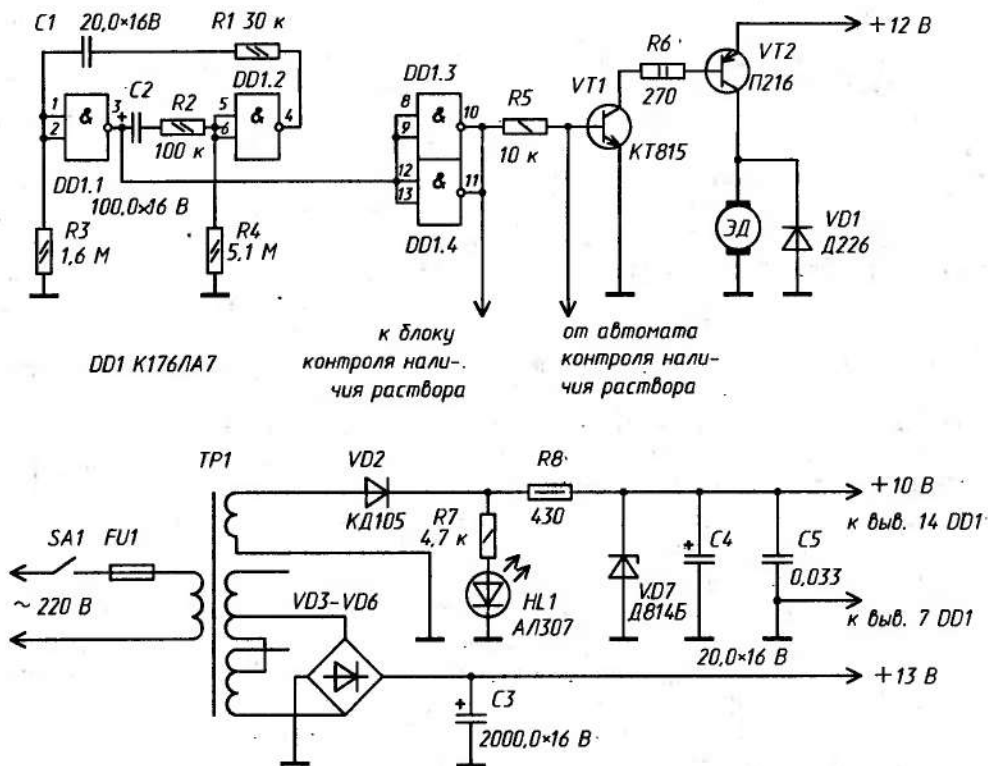 C1
20,0×16В
R1 30 к
DD1.2
DD1.3
R6
VT2
+12 В
1
2
&
3
+
C2
R2
100 к
5
6
&
4
8
9
&
10
R5
10 к
VT1
270
П216
КТ815
DD1.1
100,0×16 В
12
13
&
11
DD1.4
R3
1,6 М
R4
5,1 М
ЭД
VD1
Д226
DD1 К176ЛА7
к блоку
контроля нали-
чия раствора
от автомата
контроля нали-
чия раствора
TP1
VD2
КД105
R8
430
+10 В
к выв. 14 DD1
SA1
FU1
~ 220 В
R7
4,7 к
HL1
АЛ307
VD7
Д814Б
+
C4
C5
0,033
к выв. 7 DD1
VD3–VD6
20,0×16 В
+13 В
+
C3
2000,0×16 В